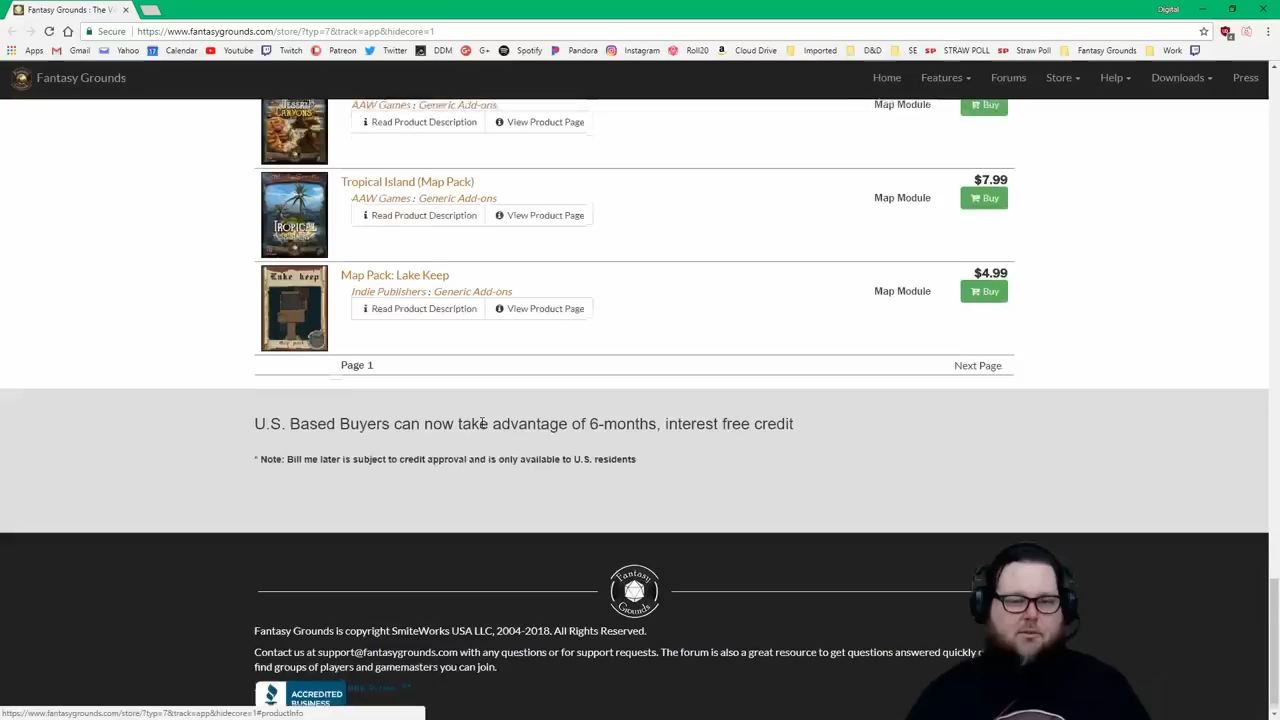 Fantasy Grounds : The V
Digital
Secure
https://www.fantasygrounds.com/store/?typ=7&track=app&hidecore=1
Apps Gmail Yahoo Calendar Youtube Twitch Patreon Twitter DDM G+ Spotify Pandora Instagram Roll20 Cloud Drive Imported D&D SE STRAW POLL Straw Poll Fantasy Grounds Work
Fantasy Grounds
Home Features Forums Store Help Downloads Press
DESERT CANYONS
AAW Games : Generic Add-ons
Map Module
Buy
Read Product Description View Product Page
Tropical Island (Map Pack)
$7.99
AAW Games : Generic Add-ons
Map Module
Buy
Read Product Description View Product Page
TROPICAL
Map Pack: Lake Keep
$4.99
Lake keep
Indie Publishers : Generic Add-ons
Map Module
Buy
Read Product Description View Product Page
Page 1
Next Page
U.S. Based Buyers can now take advantage of 6-months, interest free credit
* Note: Bill me later is subject to credit approval and is only available to U.S. residents
Fantasy Grounds
Fantasy Grounds is copyright SmiteWorks USA LLC, 2004-2018. All Rights Reserved.
Contact us at support@fantasygrounds.com with any questions or for support requests. The forum is also a great resource to get questions answered quickly
find groups of players and gamemasters you can join.
ACCREDITED
BUSINESS
https://www.fantasygrounds.com/store/?typ=7&track=app&hidecore=1#productInfo